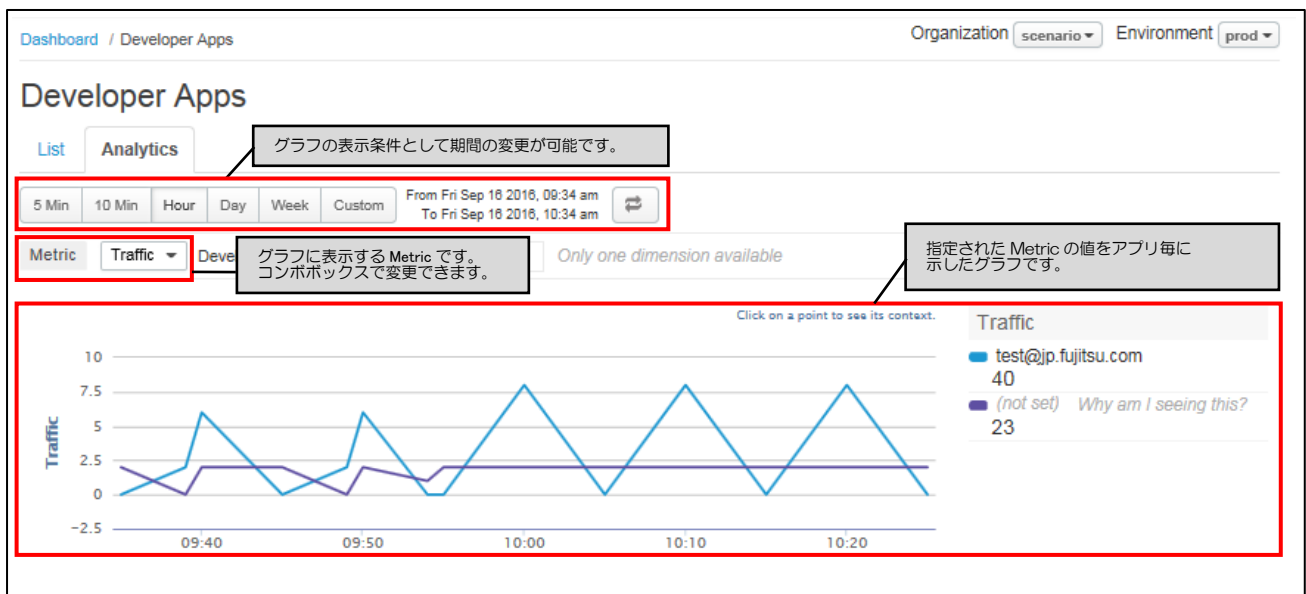 Dashboard / Developer Apps
Organization scenario Environment prod
Developer Apps
List Analytics
グラフの表示条件として期間の変更が可能です。
5 Min 10 Min Hour Day Week Custom
From Fri Sep 16 2016, 09:34 am
To Fri Sep 16 2016, 10:34 am
Metric Traffic
グラフに表示する Metric です。
コンボボックスで変更できます。
Only one dimension available
指定された Metric の値をアプリ毎に
示したグラフです。
Click on a point to see its context.
Traffic
test@jp.fujitsu.com
40
(not set) Why am I seeing this?
23
Traffic
10
7.5
5
2.5
0
−2.5
09:40 09:50 10:00 10:10 10:20